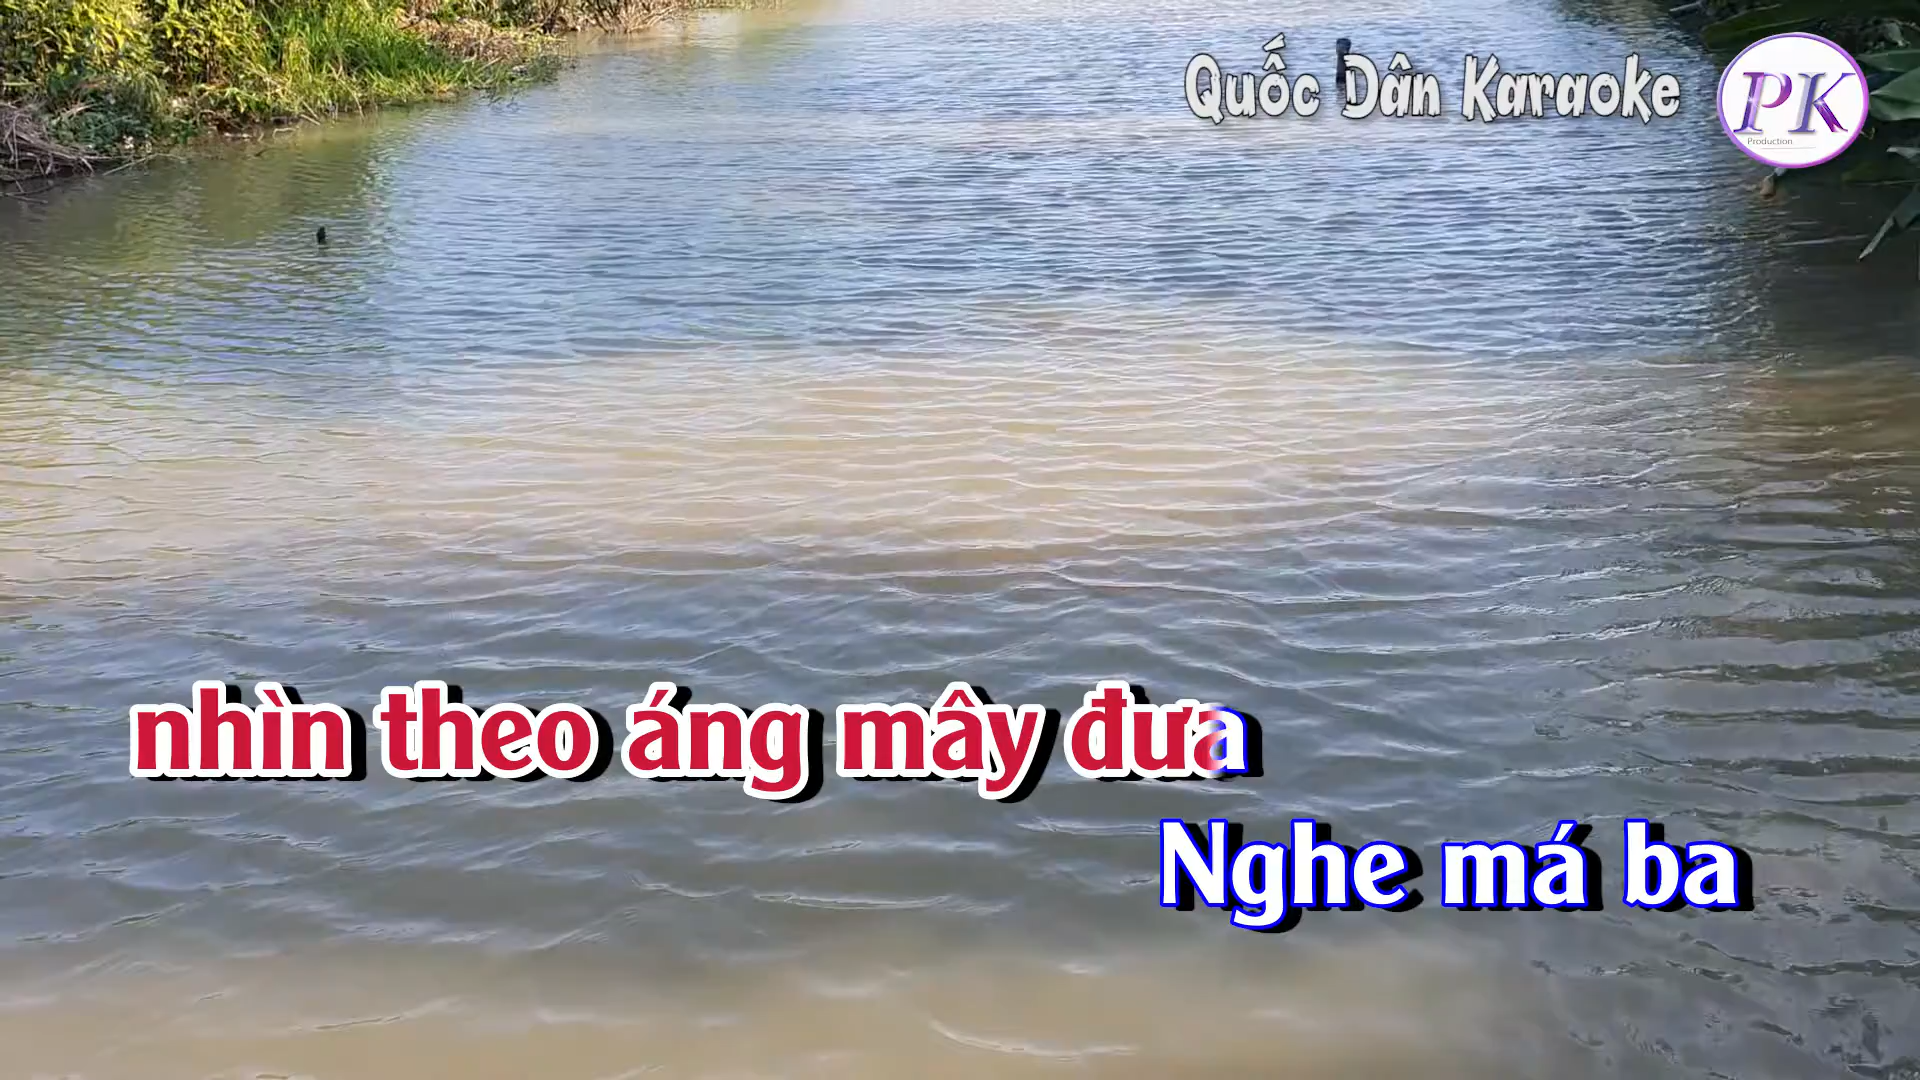 Quốc Dân Karaoke
PK
Production
nhìn theo áng mây đưa
Nghe má ba